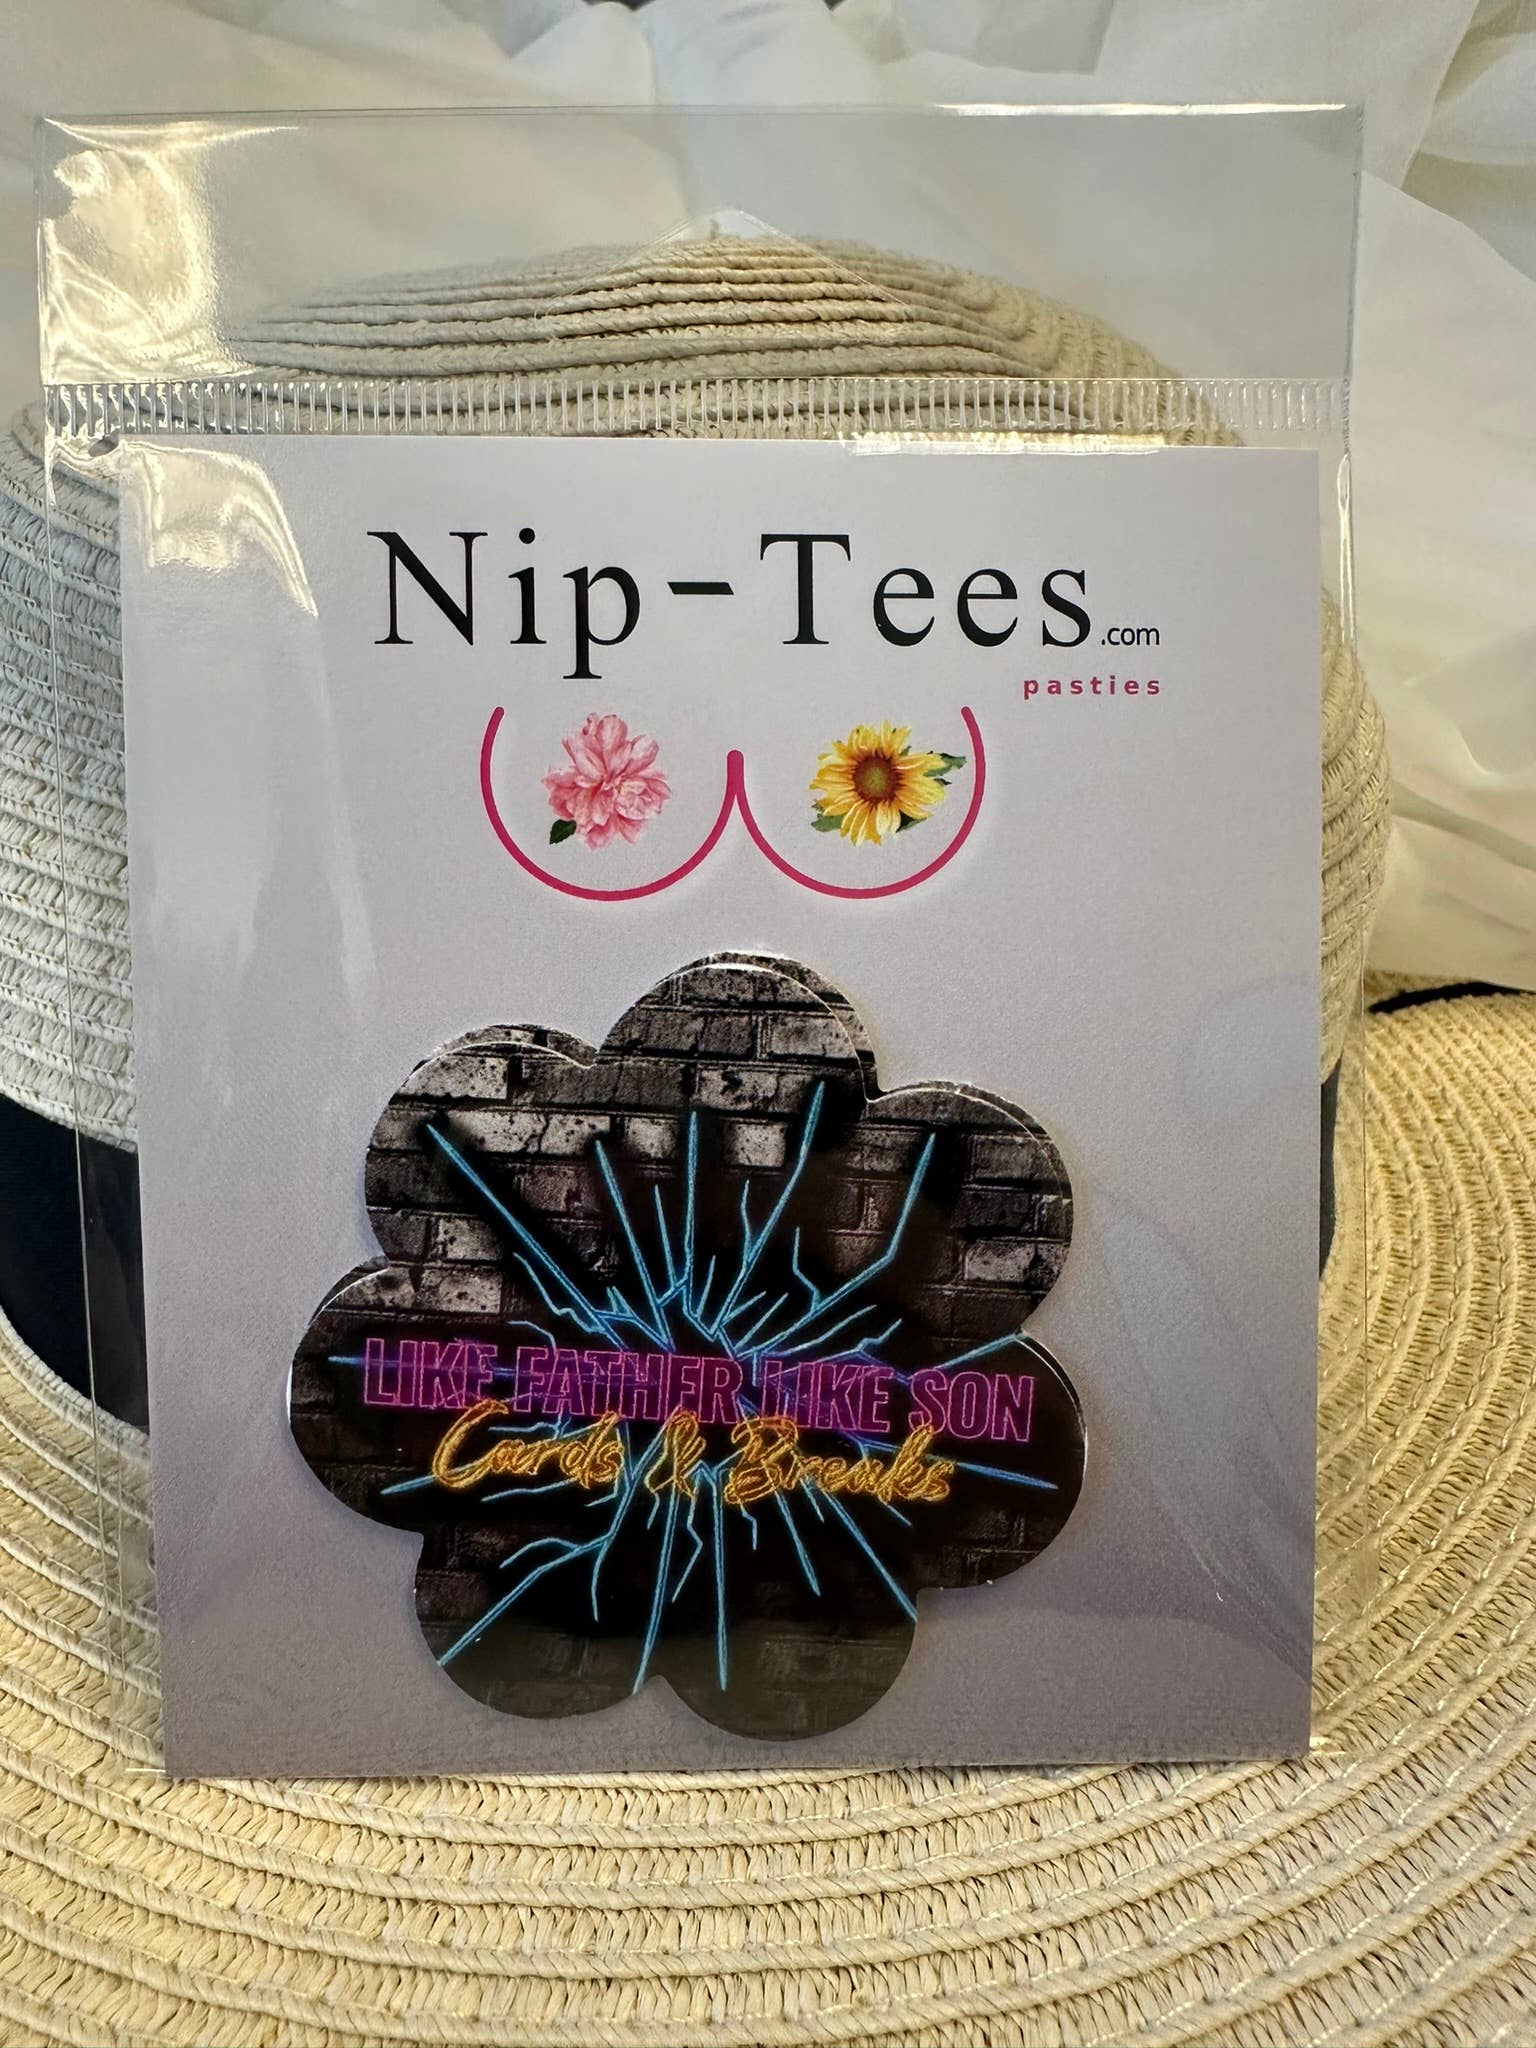 Nip-Tees.com
pasties
LIKE FATHER LIKE SON
Cards & Breaks